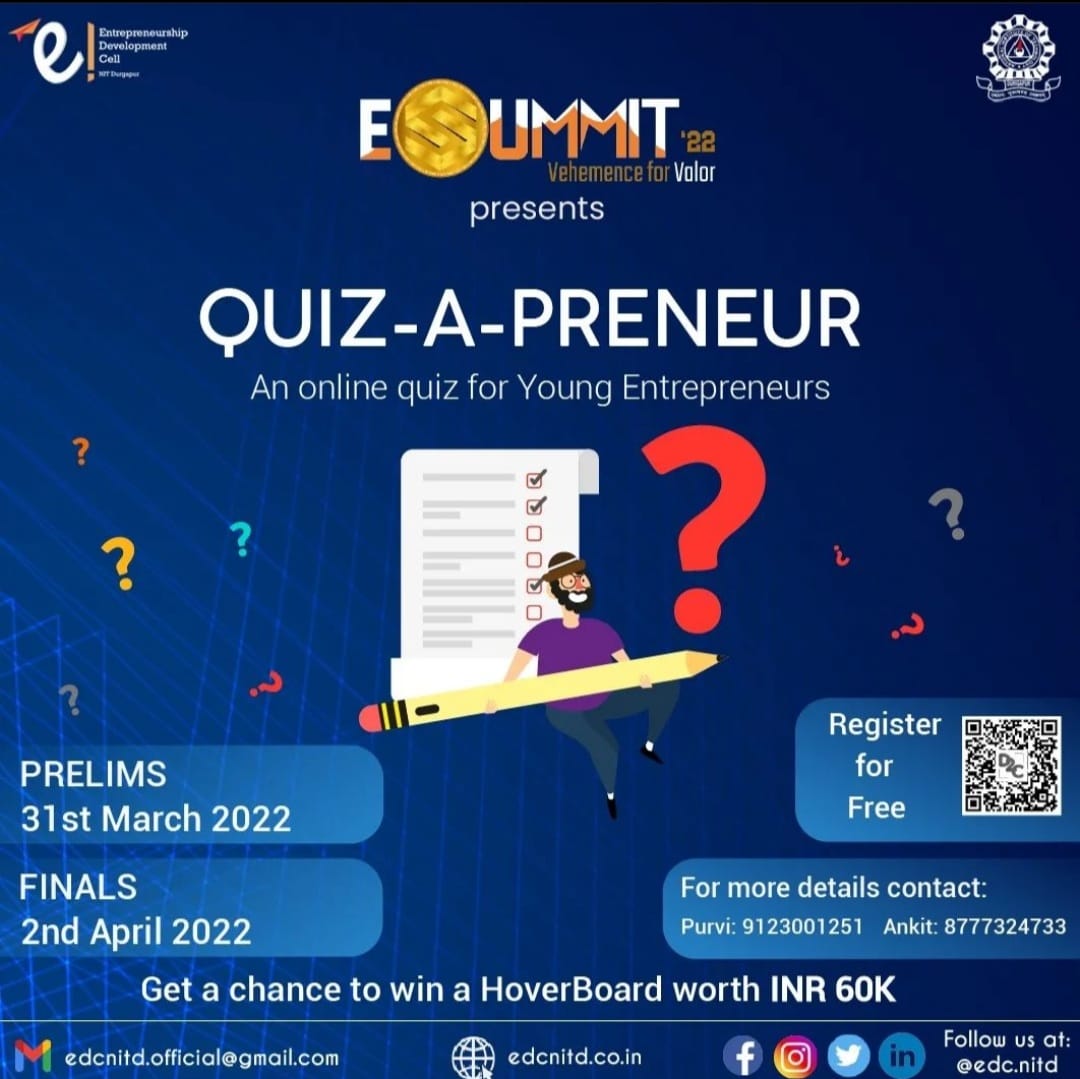 e!
Entrepreneurship
Development
Cell
NIT Durgapur
E SUMMIT '22
Vehemence for Valor
presents
QUIZ-A-PRENEUR
An online quiz for Young Entrepreneurs
PRELIMS
31st March 2022
FINALS
2nd April 2022
Register
for
Free
For more details contact:
Purvi: 9123001251 Ankit: 8777324733
Get a chance to win a HoverBoard worth INR 60K
edcnitd.official@gmail.com
edcnitd.co.in
Follow us at:
@edc.nitd